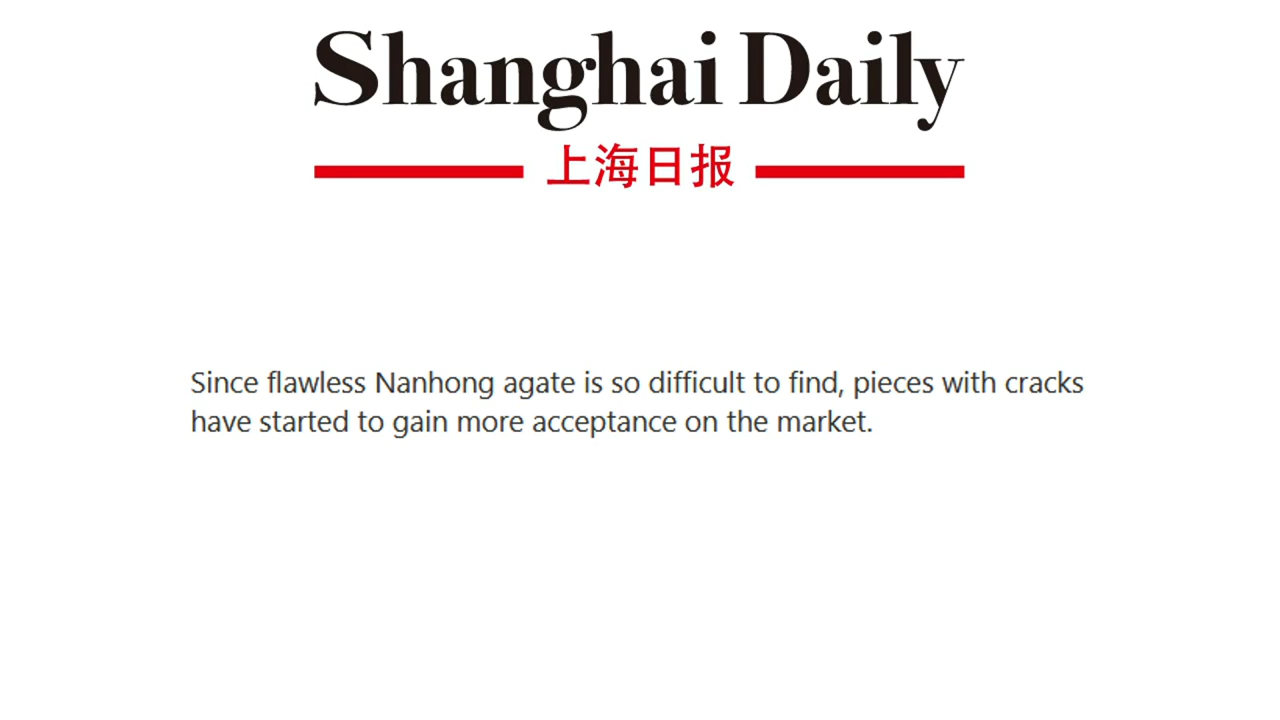 Shanghai Daily
上海日报
Since flawless Nanhong agate is so difficult to find, pieces with cracks
have started to gain more acceptance on the market.